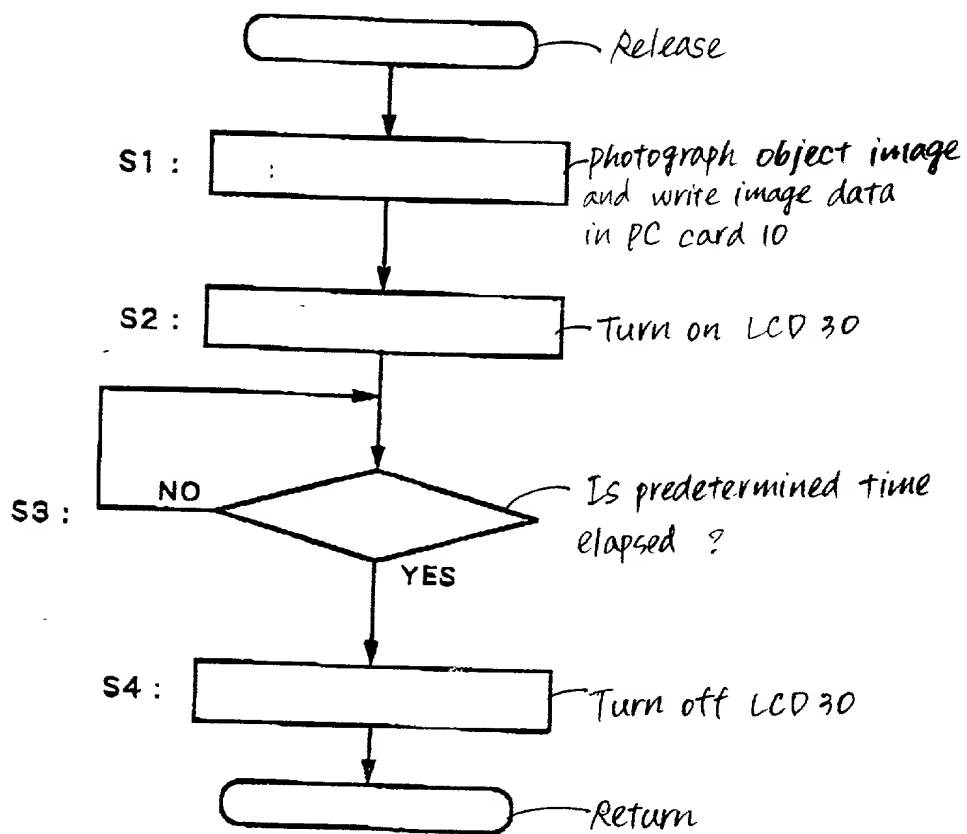 Release
S1 :
photograph object image
and write image data
in PC card 10
S2 :
Turn on LCD 30
NO
S3 :
Is predetermined time
elapsed ?
YES
S4 :
Turn off LCD 30
Return